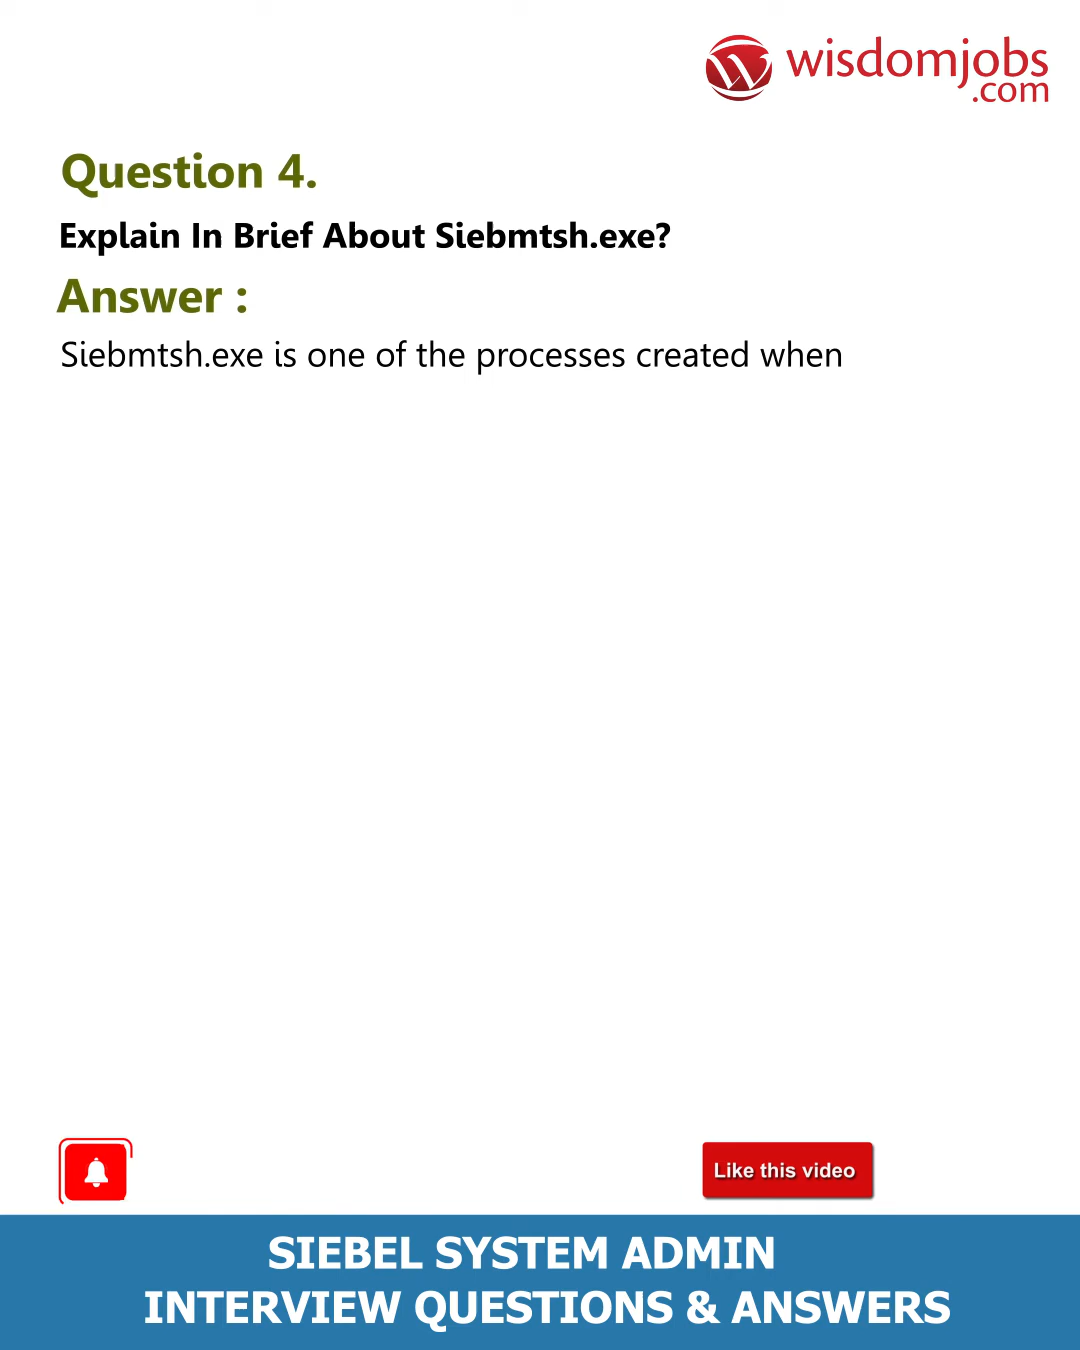 wisdomjobs
.com
Question 4.
Explain In Brief About Siebmtsh.exe?
Answer :
Siebmtsh.exe is one of the processes created when
Like this video
SIEBEL SYSTEM ADMIN
INTERVIEW QUESTIONS & ANSWERS